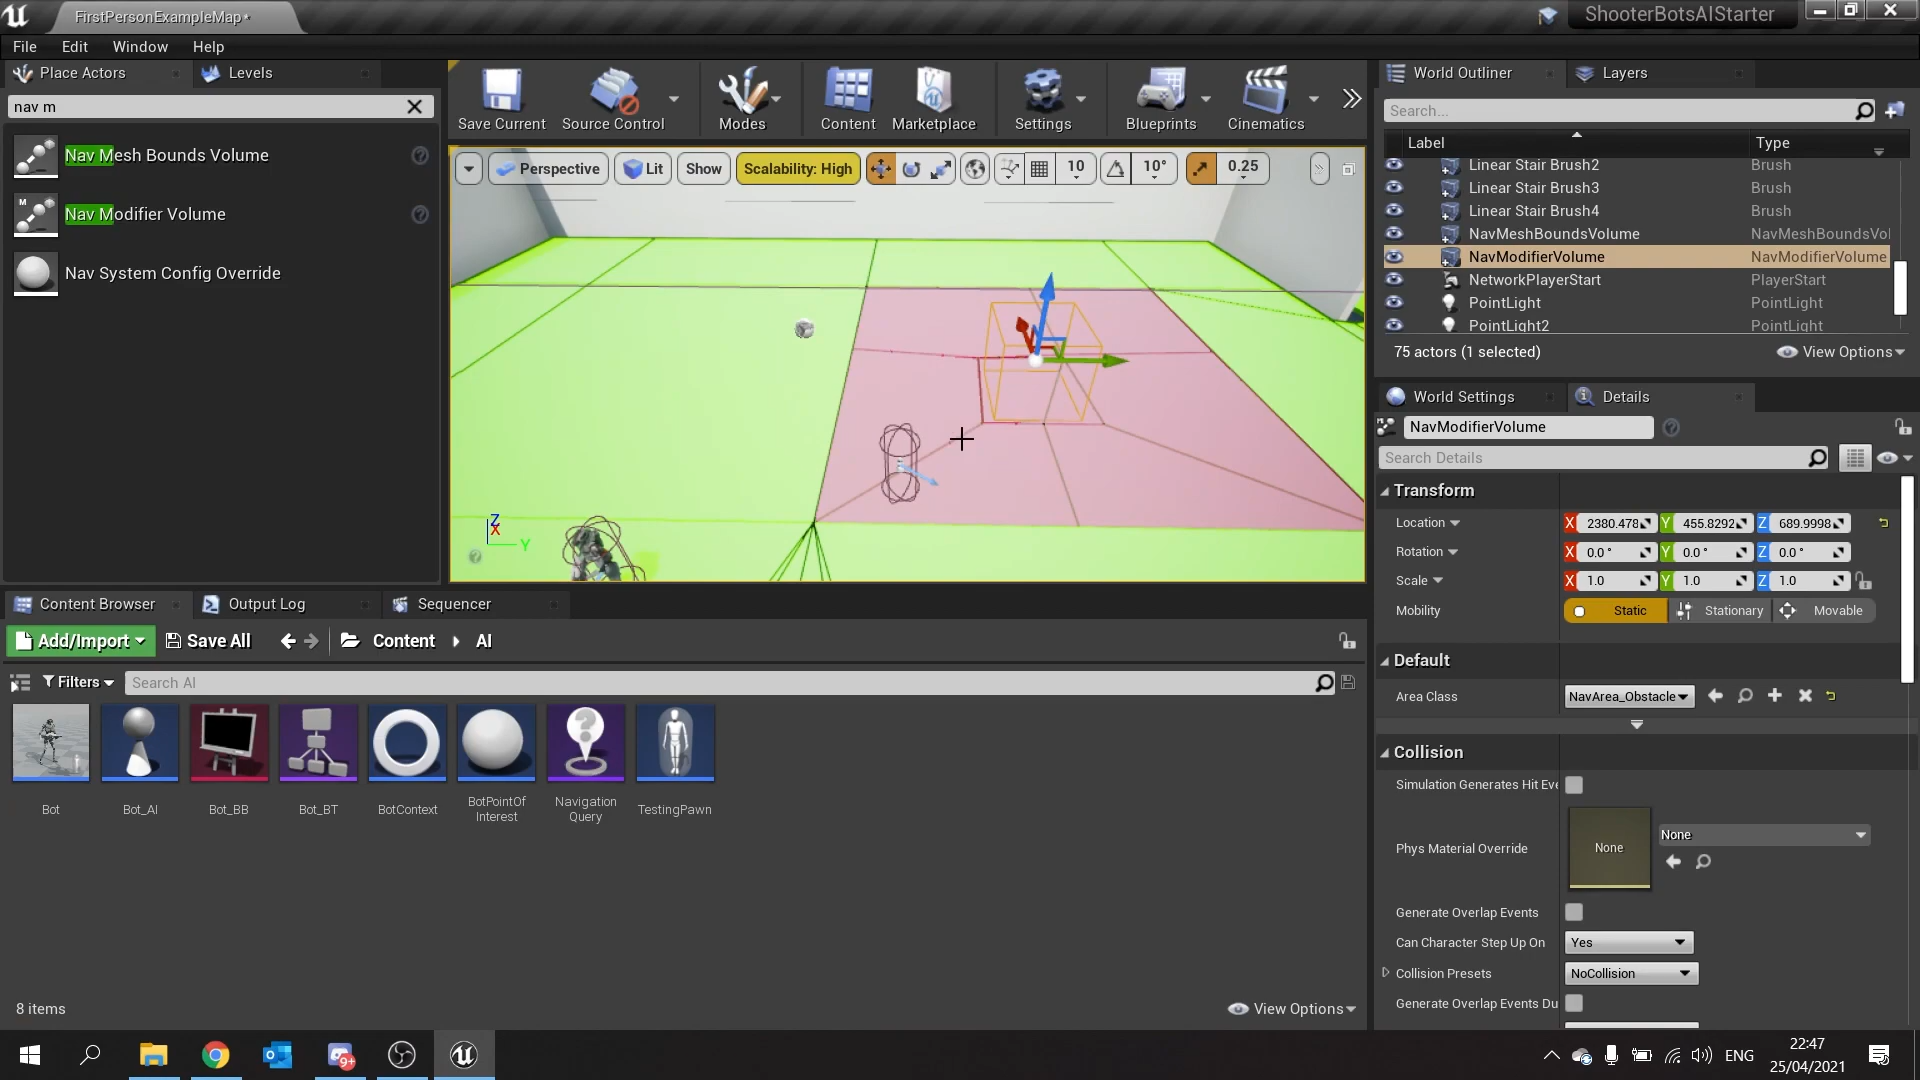 FirstPersonExampleMap*
ShooterBotsAIStarter
File Edit Window Help
Place Actors
Levels
nav m
Nav Mesh Bounds Volume
M
Nav Modifier Volume
Nav System Config Override
Save Current
Source Control
Modes
Content
Marketplace
Settings
Blueprints
Cinematics
Perspective
Lit
Show
Scalability: High
10
10°
0.25
Z
X
Y
World Outliner
Layers
Search...
Label
Type
Linear Stair Brush2 Brush
Linear Stair Brush3 Brush
Linear Stair Brush4 Brush
NavMeshBoundsVolume NavMeshBoundsVol
NavModifierVolume NavModifierVolume
NetworkPlayerStart PlayerStart
PointLight PointLight
PointLight2 PointLight
75 actors (1 selected)
View Options
World Settings
Details
NavModifierVolume
Search Details
Transform
Location X 2380.478 Y 455.8292 Z 689.9998
Rotation X 0.0° Y 0.0° Z 0.0°
Scale X 1.0 Y 1.0 Z 1.0
Mobility Static Stationary Movable
Default
Area Class NavArea_Obstacle
Collision
Simulation Generates Hit Eve
Phys Material Override None None
Generate Overlap Events
Can Character Step Up On Yes
Collision Presets NoCollision
Generate Overlap Events Du
Content Browser
Output Log
Sequencer
Add/Import
Save All
Content
AI
Filters
Search AI
Bot
Bot_AI
Bot_BB
Bot_BT
BotContext
BotPointOf
Interest
Navigation
Query
TestingPawn
8 items
View Options
9+
ENG
22:47
25/04/2021